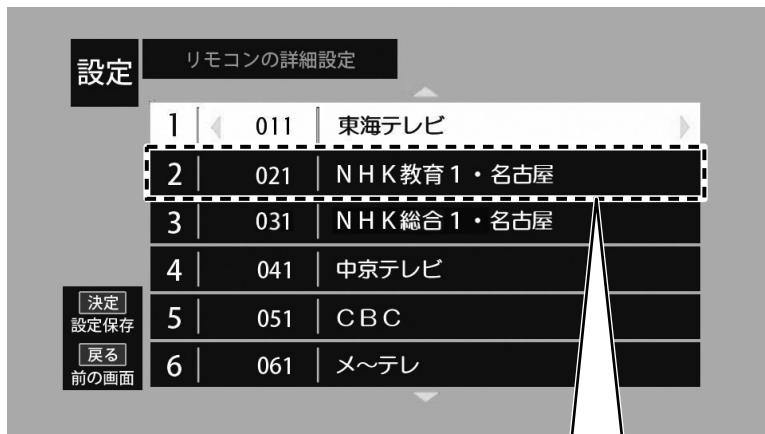 設定
リモコンの詳細設定
1 011 東海テレビ
2 021 NHK教育1・名古屋
3 031 NHK総合1・名古屋
4 041 中京テレビ
5 051 CBC
6 061 メ〜テレ
決定
設定保存
戻る
前の画面